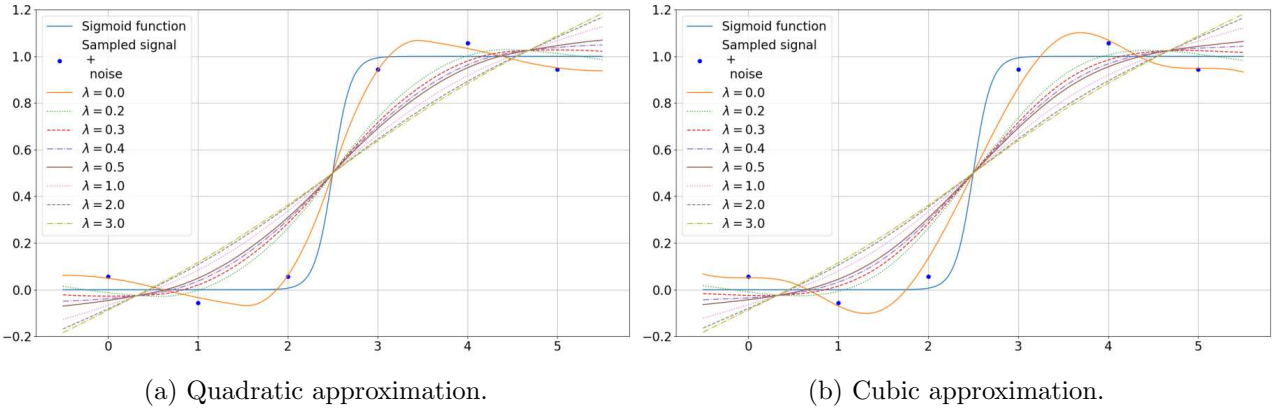 1.2
1.0
0.8
0.6
0.4
0.2
0.0
−0.2
Sigmoid function
Sampled signal
+
noise
λ = 0.0
λ = 0.2
λ = 0.3
λ = 0.4
λ = 0.5
λ = 1.0
λ = 2.0
λ = 3.0
0 1 2 3 4 5
(a) Quadratic approximation.
1.2
1.0
0.8
0.6
0.4
0.2
0.0
−0.2
Sigmoid function
Sampled signal
+
noise
λ = 0.0
λ = 0.2
λ = 0.3
λ = 0.4
λ = 0.5
λ = 1.0
λ = 2.0
λ = 3.0
0 1 2 3 4 5
(b) Cubic approximation.